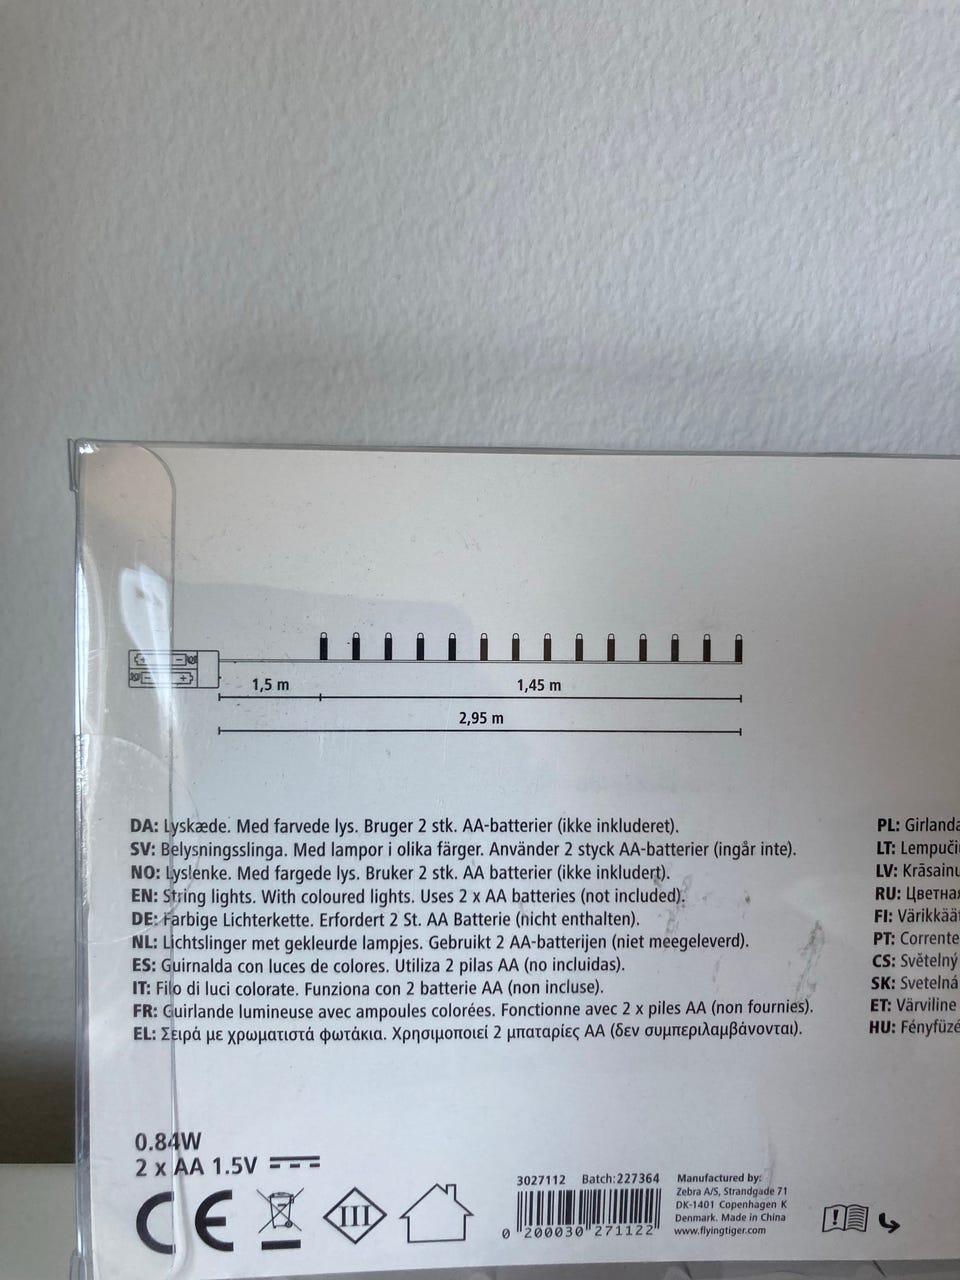 1,5 m
1,45 m
2,95 m
DA: Lyskæde. Med farvede lys. Bruger 2 stk. AA-batterier (ikke inkluderet).
SV: Belysningsslinga. Med lampor i olika färger. Använder 2 styck AA-batterier (ingår inte).
NO: Lyslenke. Med fargede lys. Bruker 2 stk. AA batterier (ikke inkludert).
EN: String lights. With coloured lights. Uses 2 x AA batteries (not included).
DE: Farbige Lichterkette. Erfordert 2 St. AA Batterie (nicht enthalten).
NL: Lichtslinger met gekleurde lampjes. Gebruikt 2 AA-batterijen (niet meegeleverd).
ES: Guirnalda con luces de colores. Utiliza 2 pilas AA (no incluidas).
IT: Filo di luci colorate. Funziona con 2 batterie AA (non incluse).
FR: Guirlande lumineuse avec ampoules colorées. Fonctionne avec 2 x piles AA (non fournies).
EL: Σειρά με χρωματιστά φωτάκια. Χρησιμοποιεί 2 μπαταρίες AA (δεν συμπεριλαμβάνονται).
PL:
LT:
LV:
RU:
FI:
PT:
CS: Světelný
SK: Svetelná
ET: Värviline
HU:
0.84W
2 x AA 1.5V
CE
III
3027112 Batch:227364
0 200030 271122
Manufactured by:
Zebra A/S, Strandgade 71
DK-1401 Copenhagen K
Denmark. Made in China
www.flyingtiger.com